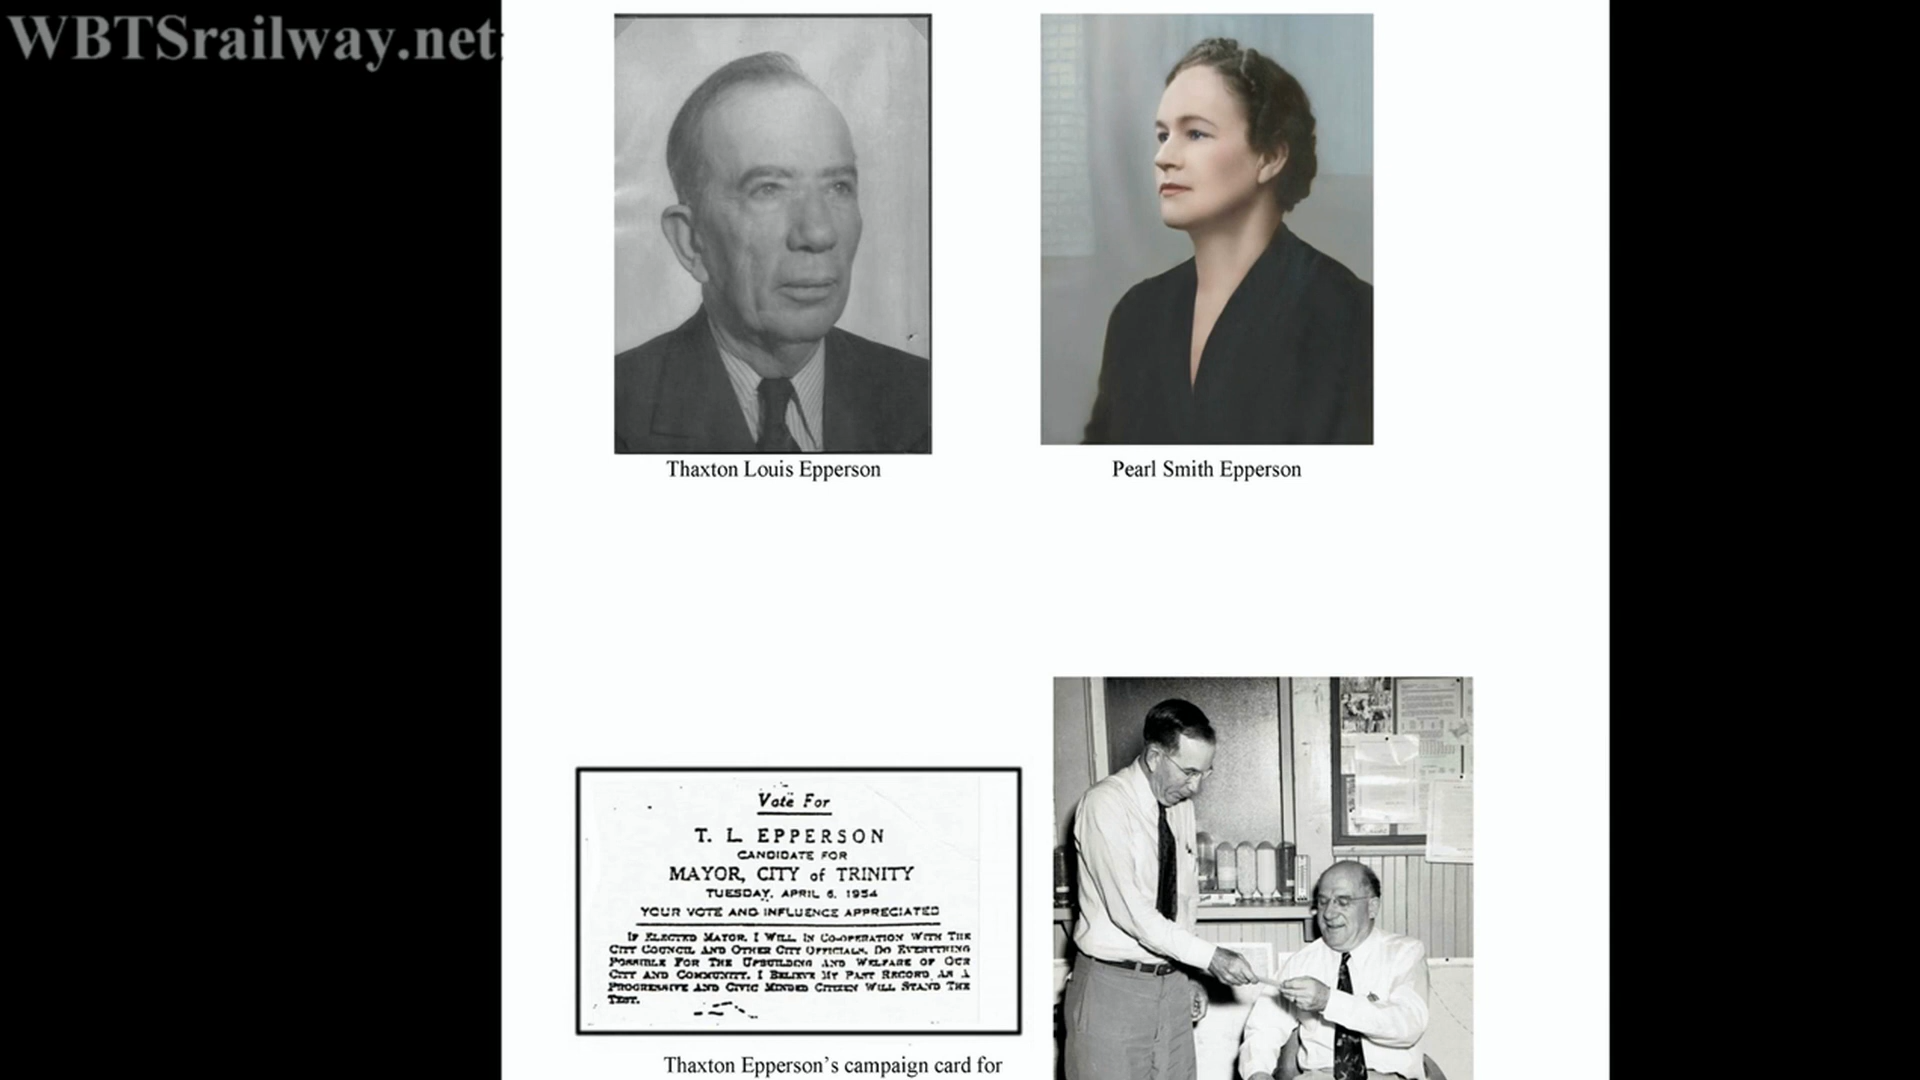 WBTSrailway.net
Thaxton Louis Epperson
Pearl Smith Epperson
Vote For
T. L. EPPERSON
CANDIDATE FOR
MAYOR, CITY of TRINITY
TUESDAY, APRIL 6, 1954
YOUR VOTE AND INFLUENCE APPRECIATED
IF ELECTED MAYOR, I WILL IN CO-OPERATION WITH THE
CITY COUNCIL AND OTHER CITY OFFICIALS, DO EVERYTHING
POSSIBLE FOR THE UPBUILDING AND WELFARE OF OUR
CITY AND COMMUNITY. I BELIEVE MY PAST RECORD AS A
PROGRESSIVE AND CIVIC MINDED CITIZEN WILL STAND THE
TEST.
Thaxton Epperson's campaign card for